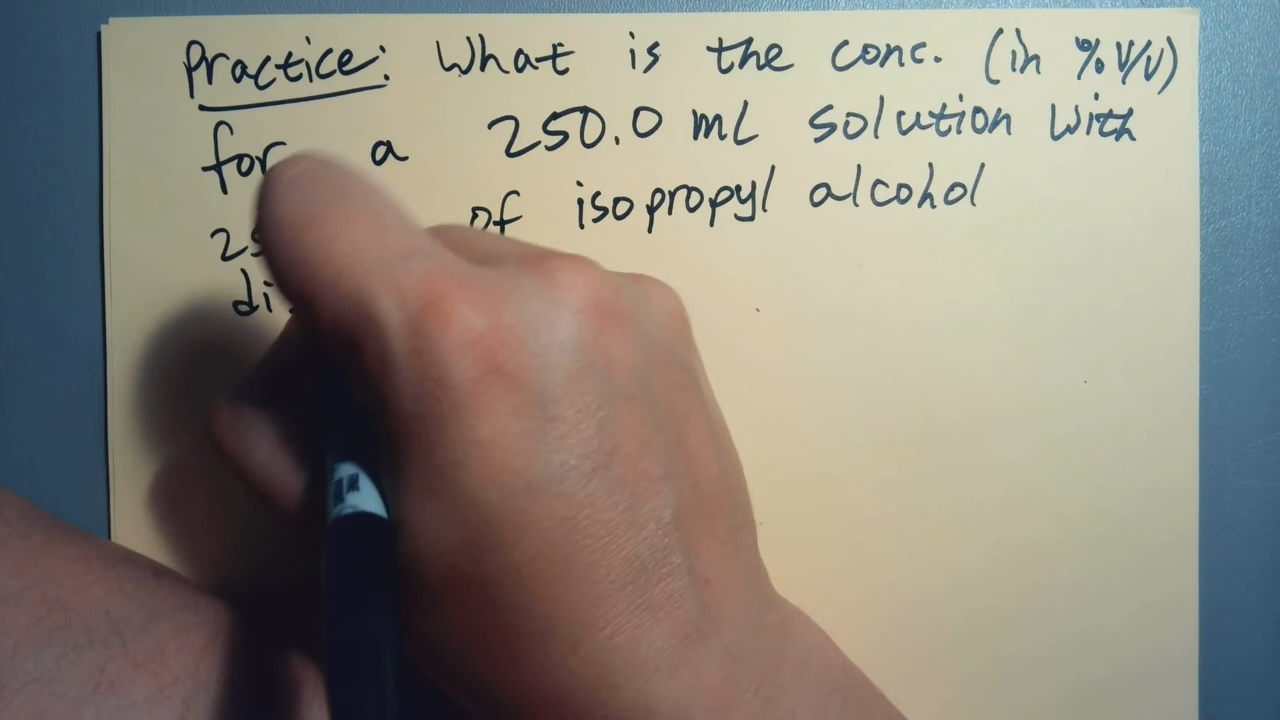 Practice: What is the conc. (in % V/V)
for a 250.0 mL solution with
of isopropyl alcohol